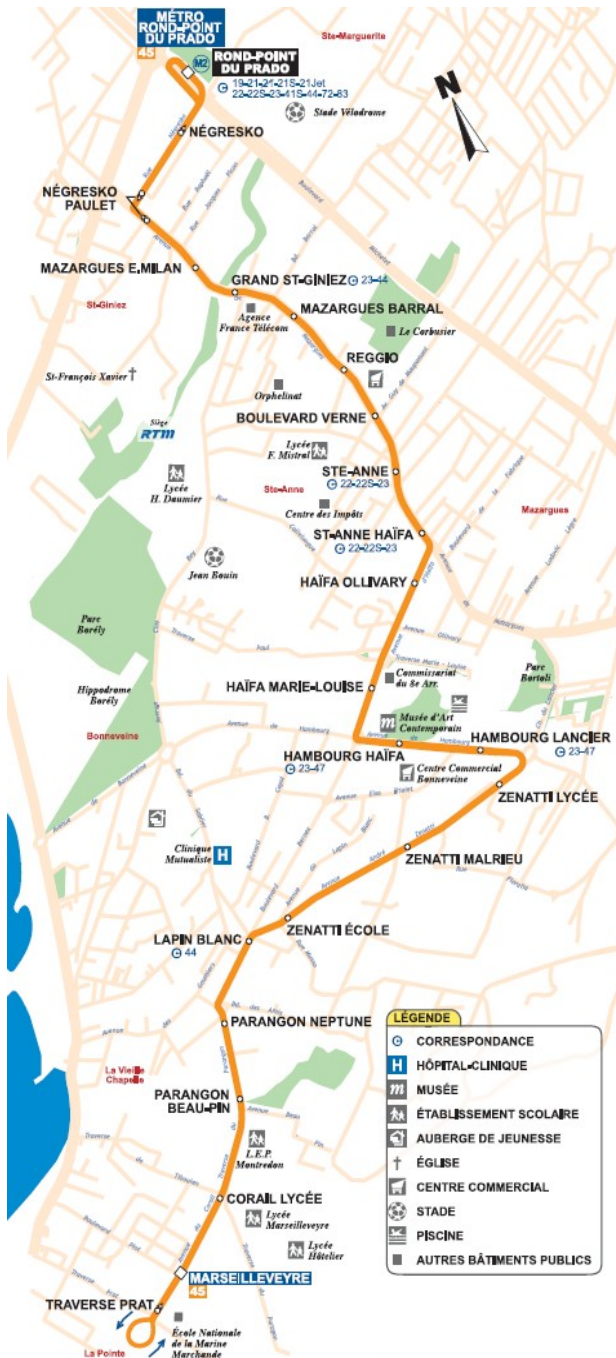 MÉTRO
ROND-POINT
DU PRADO
45
M2
ROND-POINT
DU PRADO
19-21-21-21S-21Jet
22-22S-23-41S-44-72-83
Ste-Marguerite
N
Stade Vélodrome
NÉGRESKO
NÉGRESKO
PAULET
MAZARGUES E.MILAN
GRAND ST-GINIEZ
23-44
St-Giniez
Agence
France Télécom
MAZARGUES BARRAL
Le Corbusier
Boulevard
Michelet
REGGIO
St-François Xavier
Orphelinat
BOULEVARD VERNE
Siège
RTM
Lycée
F. Mistral
STE-ANNE
22-22S-23
Lycée
H. Daumier
Ste-Anne
Centre des Impôts
Mazargues
ST-ANNE HAÏFA
22-22S-23
Jean Bouin
HAÏFA OLLIVARY
Parc
Borély
Traverse Marie-Louise
Commissariat
du 8e Arr.
Parc
Bortoli
HAÏFA MARIE-LOUISE
Hippodrome
Borély
Musée d'Art
Contemporain
Bonneveine
HAMBOURG LANCIER
23-47
HAMBOURG HAÏFA
23-47
Centre Commercial
Bonneveine
ZENATTI LYCÉE
Clinique
Mutualiste
H
ZENATTI MALRIEU
ZENATTI ÉCOLE
LAPIN BLANC
44
PARANGON NEPTUNE
La Vieille
Chapelle
PARANGON
BEAU-PIN
L.E.P.
Montredon
CORAIL LYCÉE
Lycée
Marseilleveyre
Lycée
Hôtelier
MARSEILLEVEYRE
45
TRAVERSE PRAT
École Nationale
de la Marine
Marchande
La Pointe
LÉGENDE
CORRESPONDANCE
H
HÔPITAL-CLINIQUE
m
MUSÉE
ÉTABLISSEMENT SCOLAIRE
AUBERGE DE JEUNESSE
ÉGLISE
CENTRE COMMERCIAL
STADE
PISCINE
AUTRES BÂTIMENTS PUBLICS